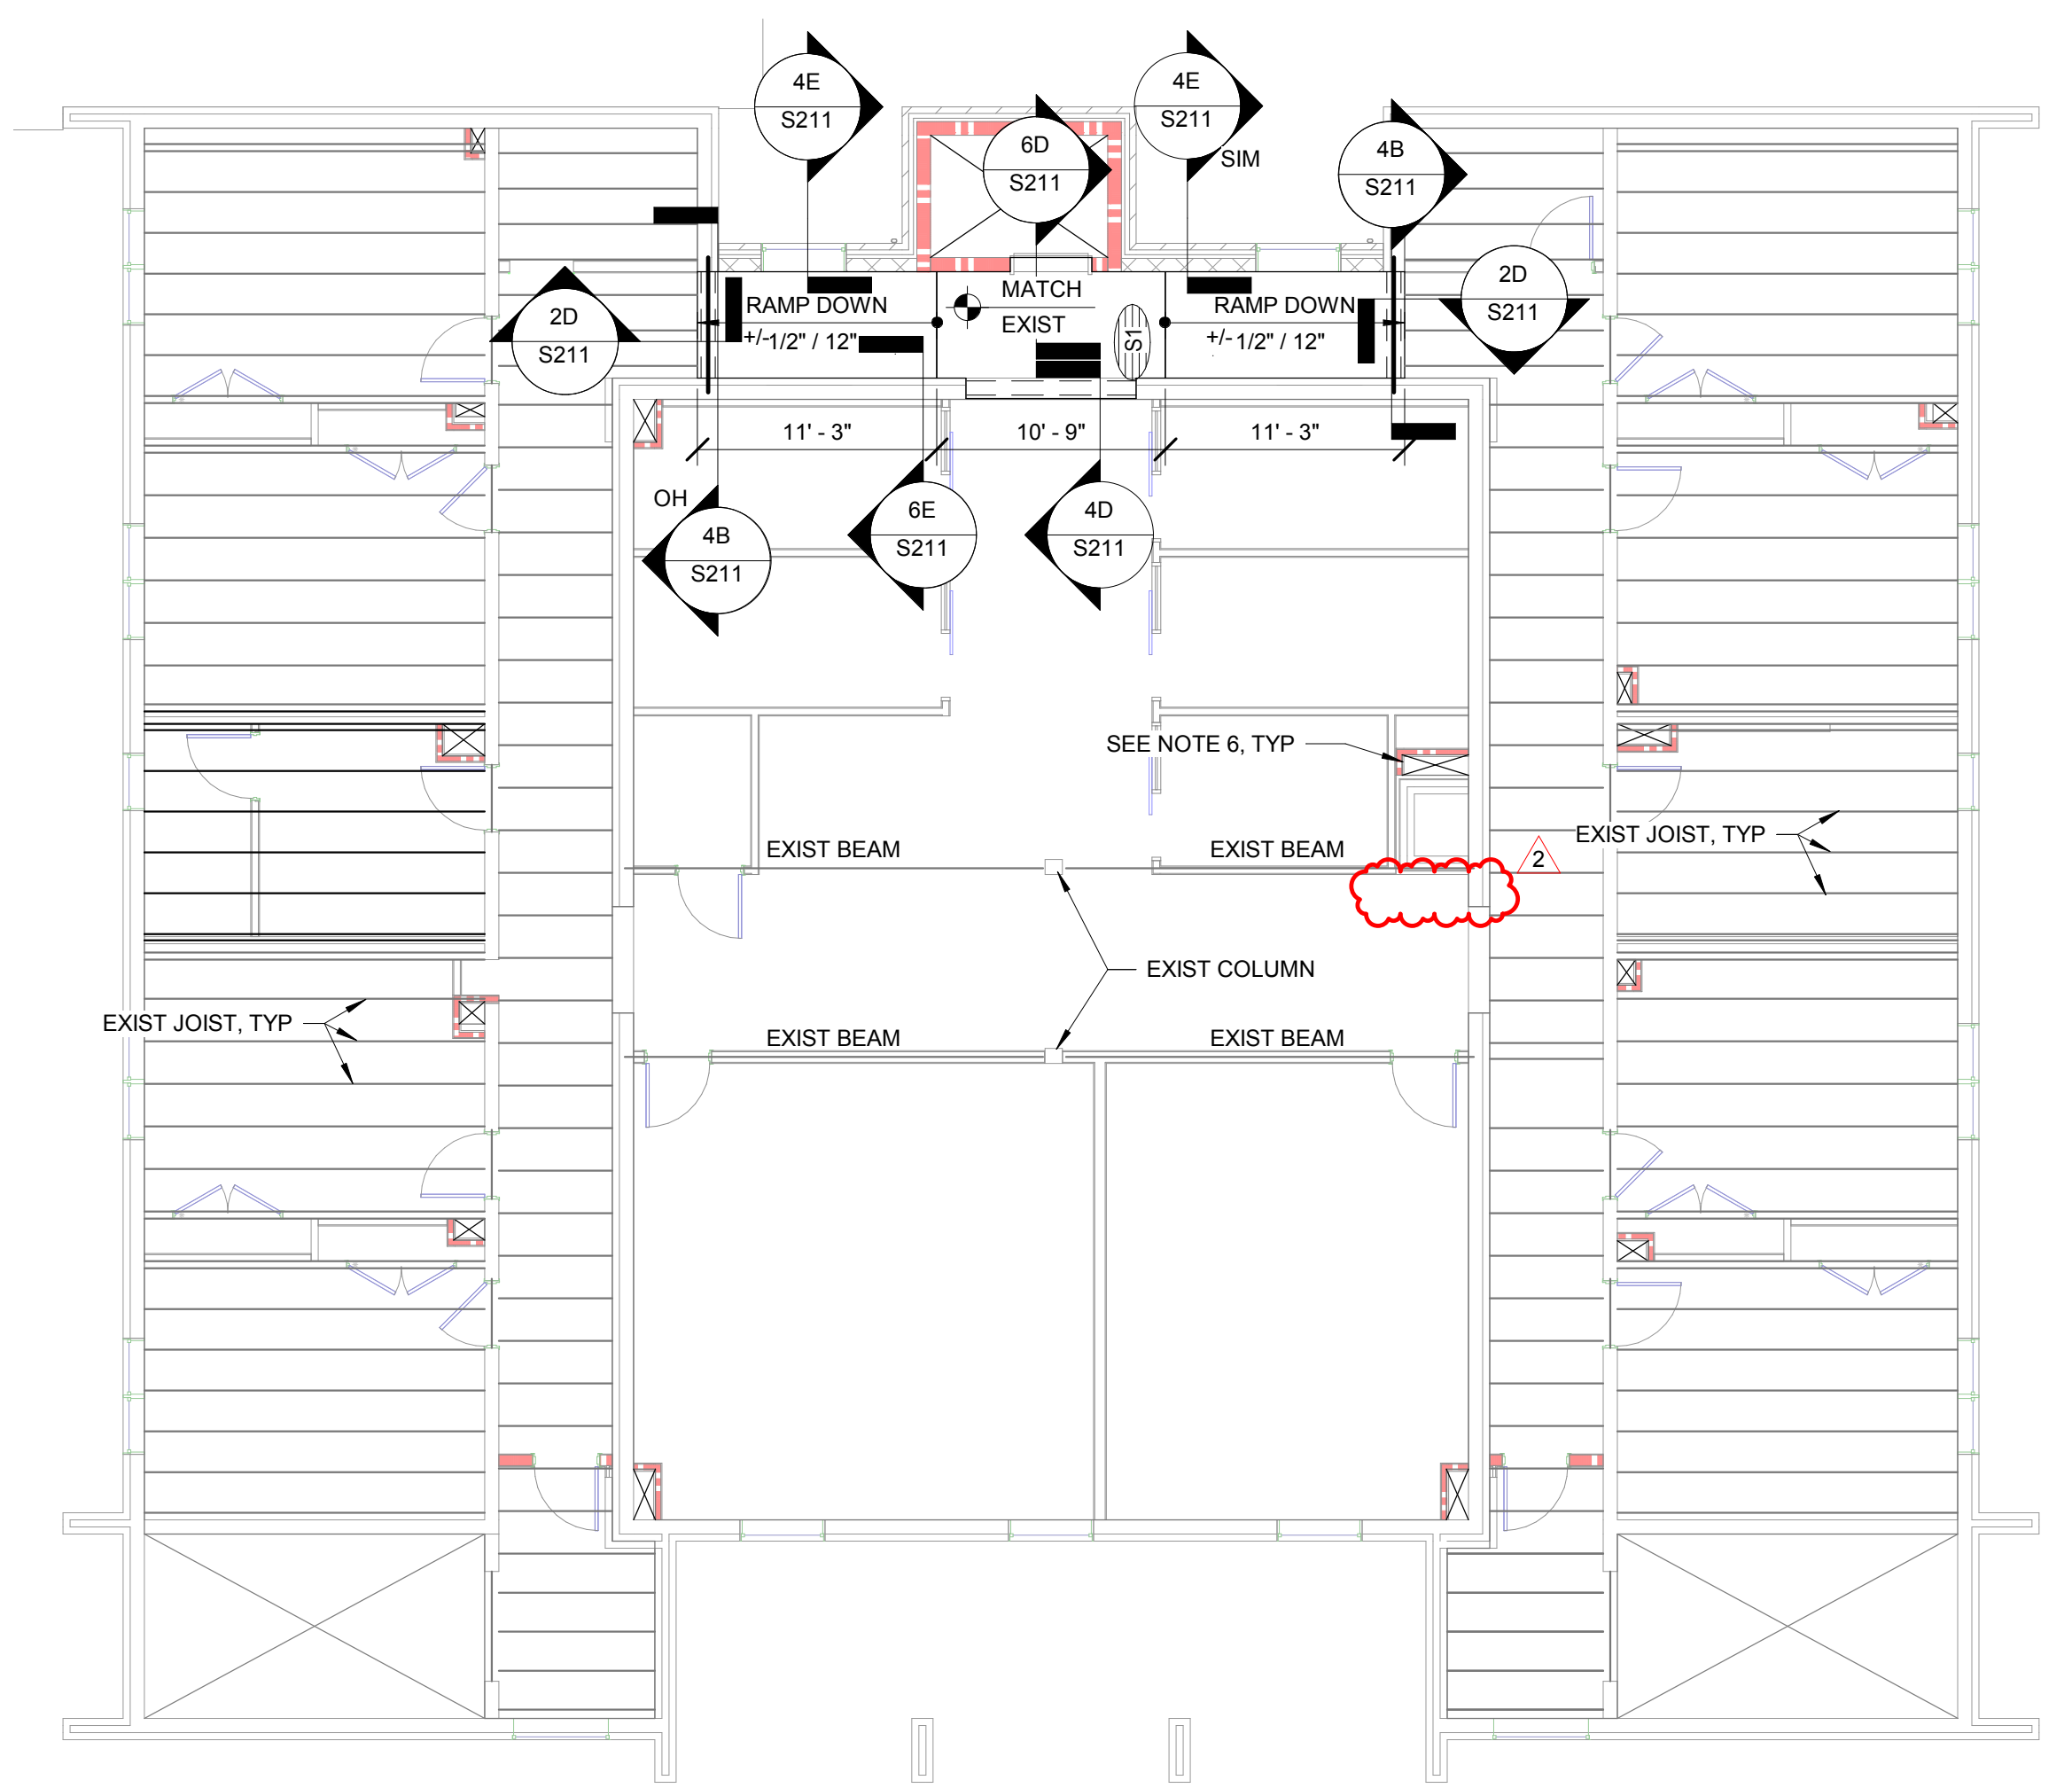 4E
S211
4E
S211
SIM
6D
S211
4B
S211
2D
S211
2D
S211
RAMP DOWN
+/-1/2" / 12"
MATCH
EXIST
S1
RAMP DOWN
+/- 1/2" / 12"
11' - 3"
10' - 9"
11' - 3"
OH
4B
S211
6E
S211
4D
S211
SEE NOTE 6, TYP
EXIST BEAM
EXIST BEAM
2
EXIST JOIST, TYP
EXIST COLUMN
EXIST JOIST, TYP
EXIST BEAM
EXIST BEAM